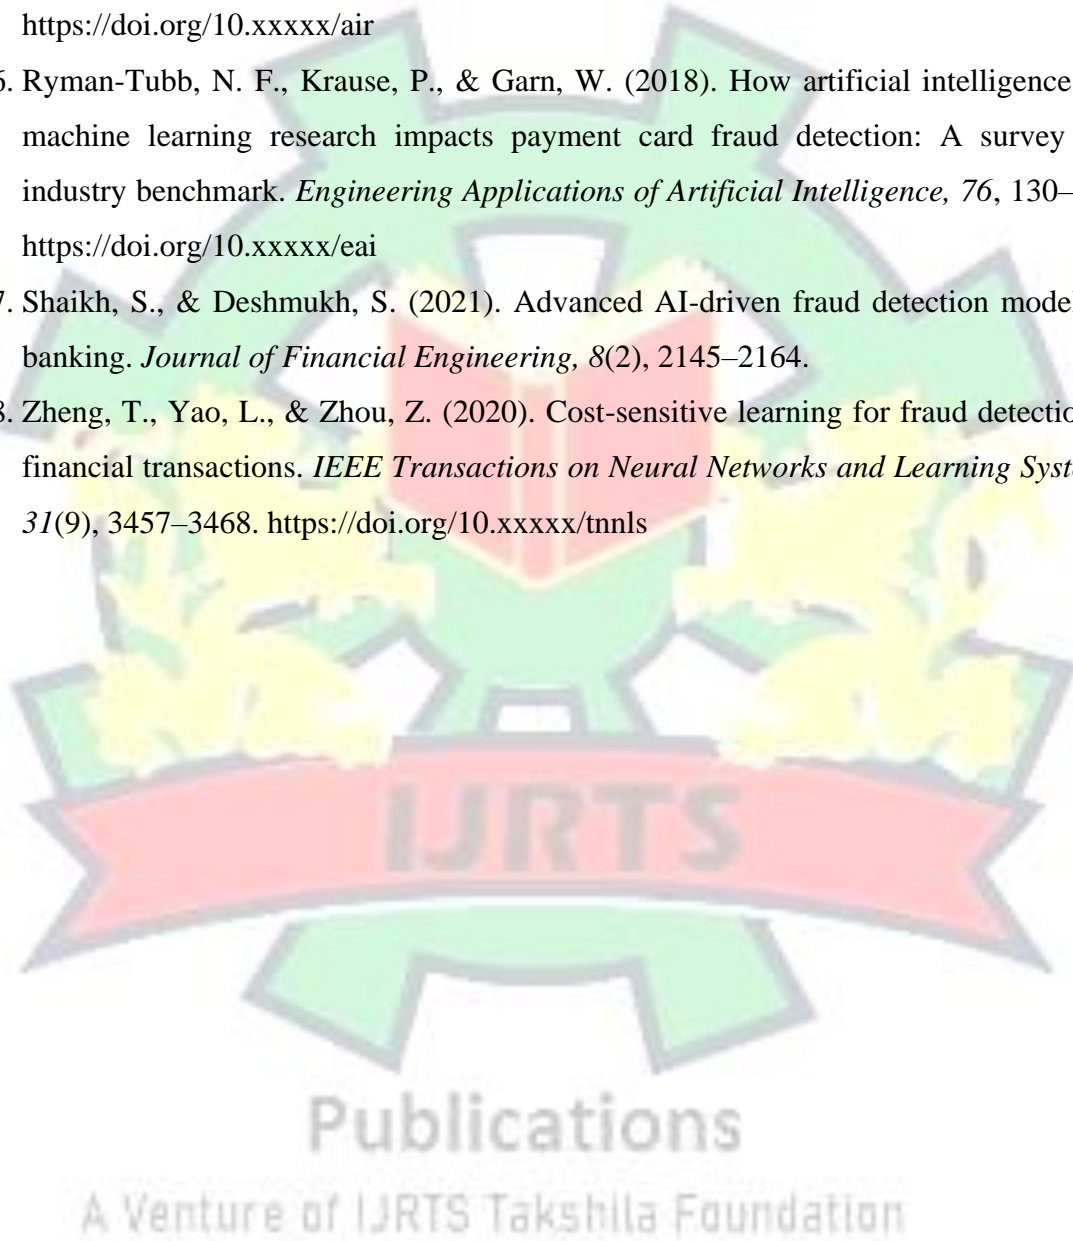 https://doi.org/10.xxxxx/air
6. Ryman-Tubb, N. F., Krause, P., & Garn, W. (2018). How artificial intelligence
machine learning research impacts payment card fraud detection: A survey
industry benchmark. Engineering Applications of Artificial Intelligence, 76, 130–
https://doi.org/10.xxxxx/eai
7. Shaikh, S., & Deshmukh, S. (2021). Advanced AI-driven fraud detection model
banking. Journal of Financial Engineering, 8(2), 2145–2164.
8. Zheng, T., Yao, L., & Zhou, Z. (2020). Cost-sensitive learning for fraud detectio
financial transactions. IEEE Transactions on Neural Networks and Learning Syst
31(9), 3457–3468. https://doi.org/10.xxxxx/tnnls
IJRTS
Publications
A Venture of IJRTS Takshila Foundation